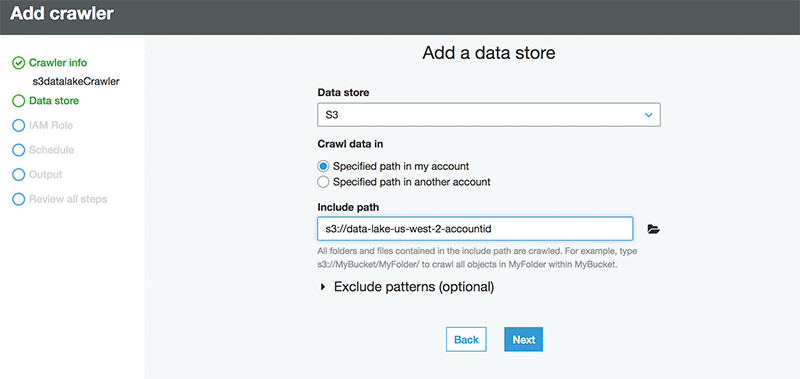 Add crawler
Crawler info
s3datalakeCrawler
Data store
IAM Role
Schedule
Output
Review all steps
Add a data store
Data store
S3
Crawl data in
Specified path in my account
Specified path in another account
Include path
s3://data-lake-us-west-2-accountid
All folders and files contained in the include path are crawled. For example, type
s3://MyBucket/MyFolder/ to crawl all objects in MyFolder within MyBucket.
Exclude patterns (optional)
Back
Next